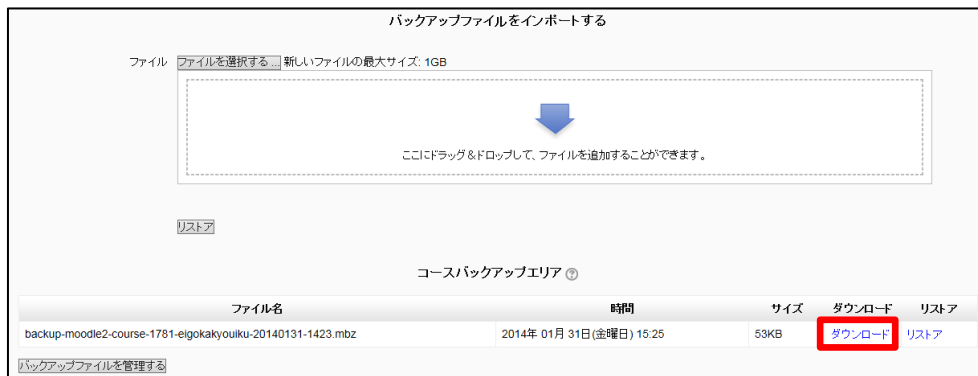 バックアップファイルをインポートする
ファイル ファイルを選択する ... 新しいファイルの最大サイズ: 1GB
ここにドラッグ&ドロップして、ファイルを追加することができます。
リストア
コースバックアップエリア ?
ファイル名 時間 サイズ ダウンロード リストア
backup-moodle2-course-1781-eigokakyouiku-20140131-1423.mbz 2014年 01月 31日(金曜日) 15:25 53KB ダウンロード リストア
バックアップファイルを管理する